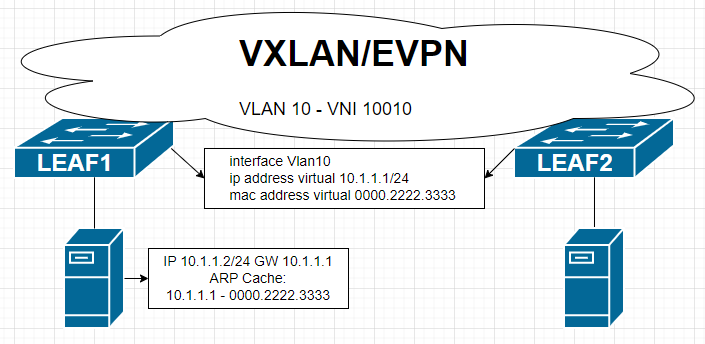 VXLAN/EVPN
VLAN 10 - VNI 10010
LEAF1
LEAF2
interface Vlan10
ip address virtual 10.1.1.1/24
mac address virtual 0000.2222.3333
IP 10.1.1.2/24 GW 10.1.1.1
ARP Cache:
10.1.1.1 - 0000.2222.3333